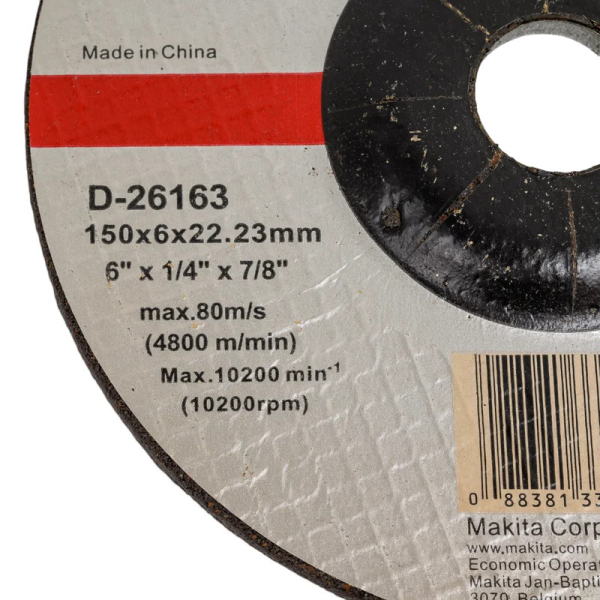 Made in China
D-26163
150x6x22.23mm
6" x 1/4" x 7/8"
max.80m/s
(4800 m/min)
Max.10200 min⁻¹
(10200rpm)
0 88381 33
Makita Corp
www.makita.com
Economic Operat
Makita Jan-Bapti
3070, Belgium